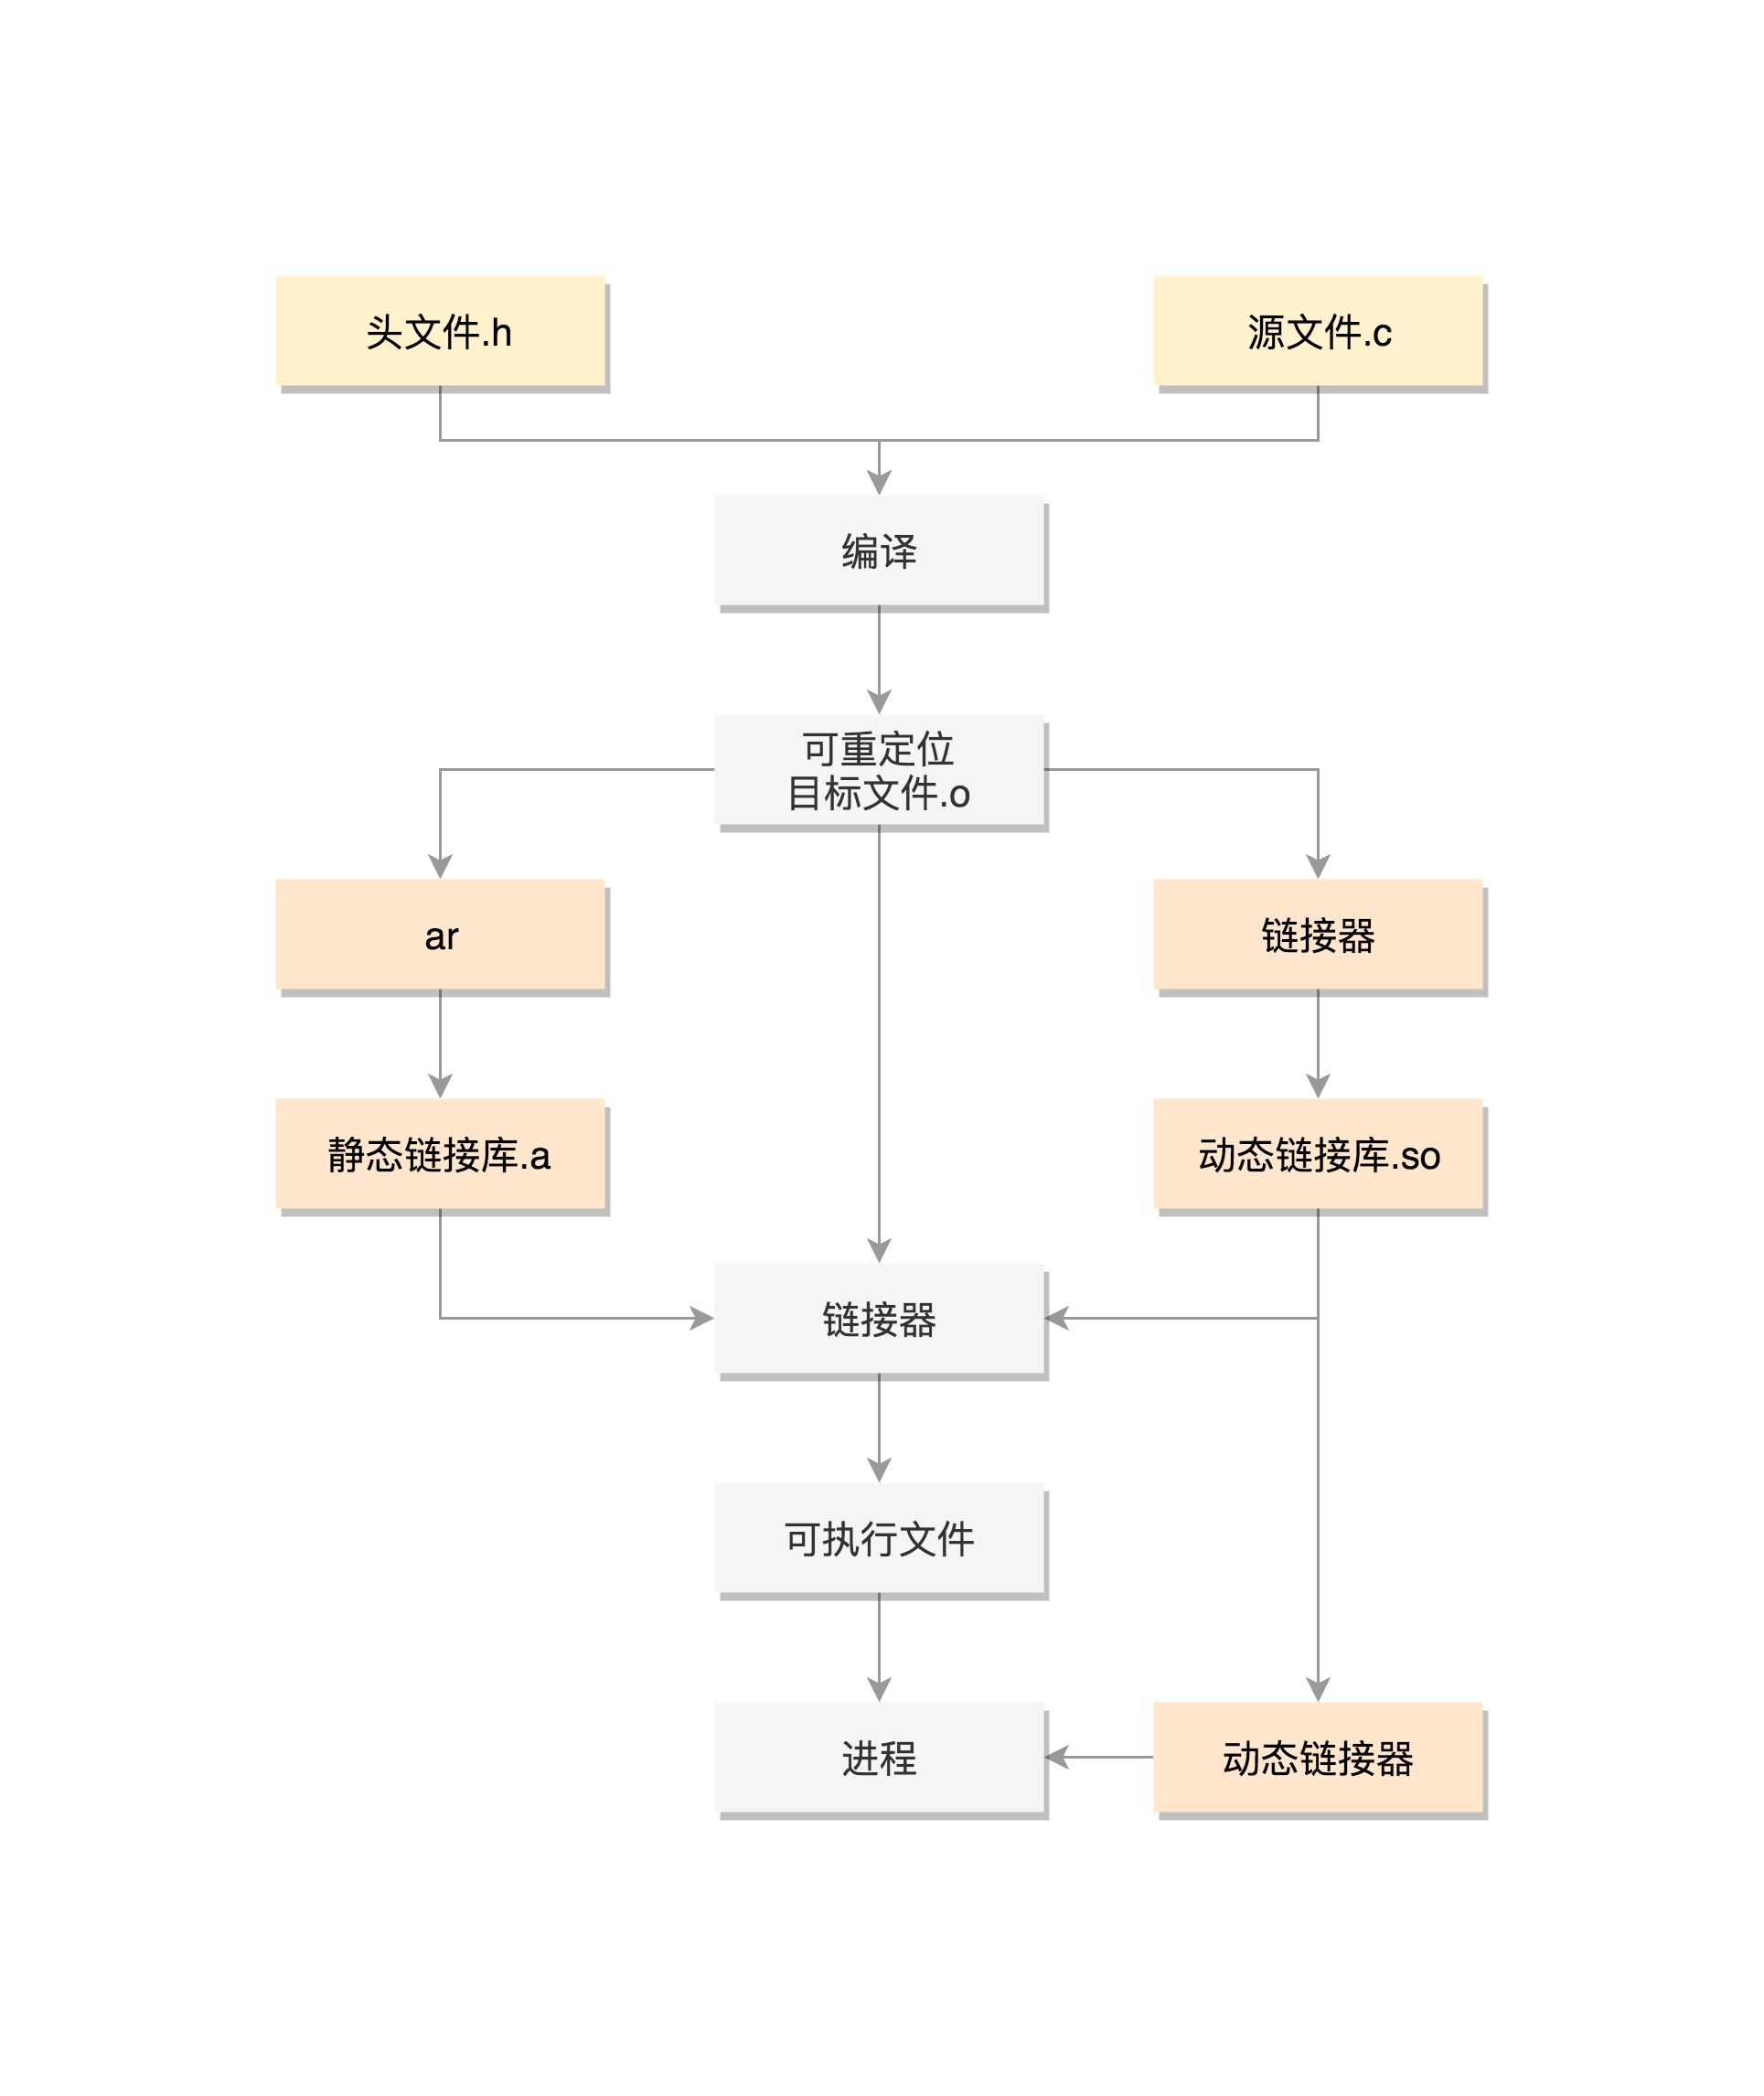 头文件.h
源文件.c
编译
可重定位
目标文件.o
ar
链接器
静态链接库.a
动态链接库.so
链接器
可执行文件
进程
动态链接器